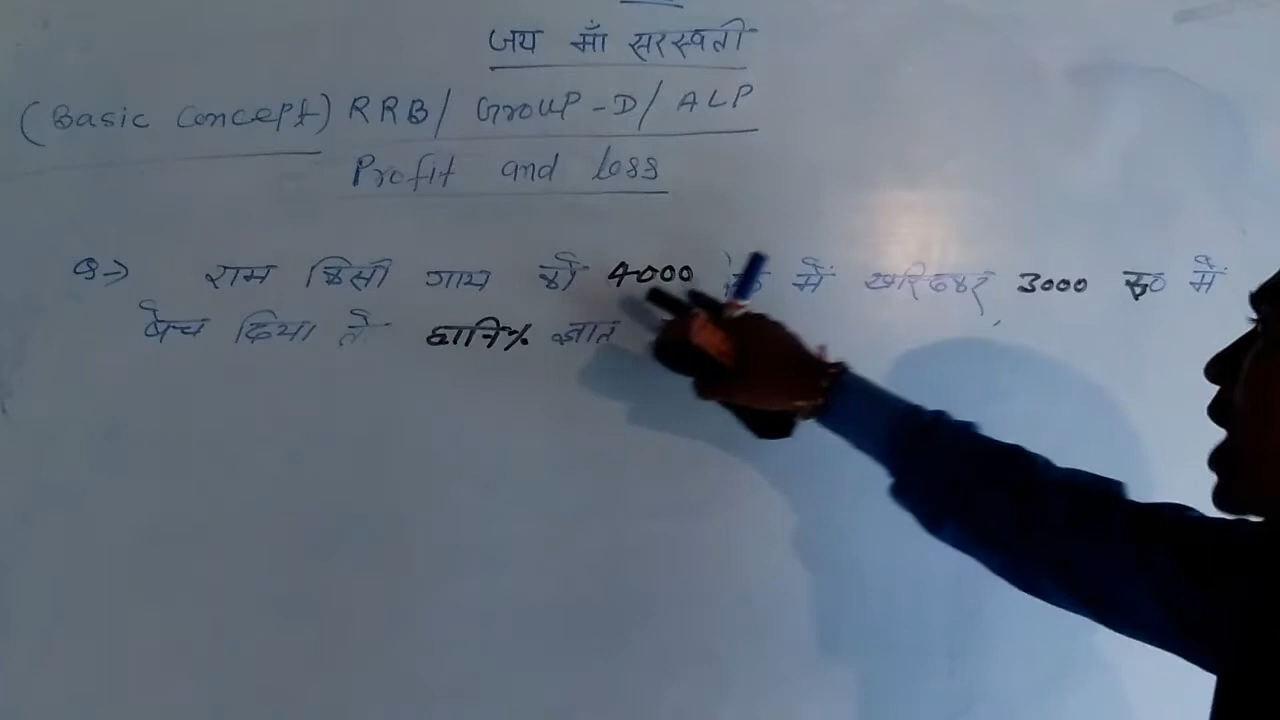 जय माँ सरस्वती
(Basic Concept) RRB/ Group-D/ ALP
Profit and loss
Q→ राम किसी गाय को 4000 रु में खरिदकर 3000 रु० में
बेच दिया तो हानि% ज्ञात